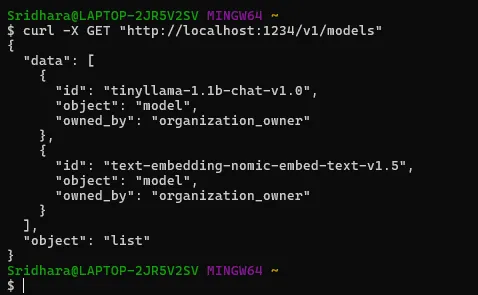 Sridhara@LAPTOP-2JR5V2SV MINGW64 ~
$ curl -X GET "http://localhost:1234/v1/models"
{
  "data": [
    {
      "id": "tinyllama-1.1b-chat-v1.0",
      "object": "model",
      "owned_by": "organization_owner"
    },
    {
      "id": "text-embedding-nomic-embed-text-v1.5",
      "object": "model",
      "owned_by": "organization_owner"
    }
  ],
  "object": "list"
}
Sridhara@LAPTOP-2JR5V2SV MINGW64 ~
$